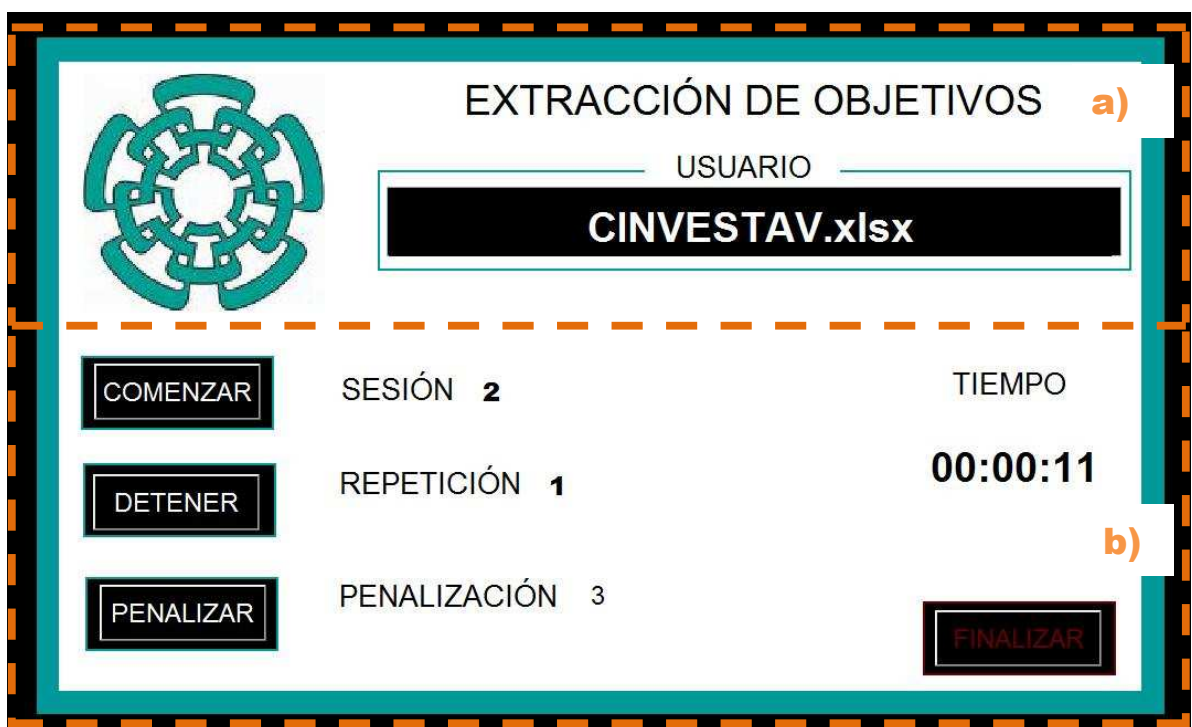 EXTRACCIÓN DE OBJETIVOS a)
USUARIO
CINVESTAV.xlsx
COMENZAR SESIÓN 2 TIEMPO
DETENER REPETICIÓN 1 00:00:11
b)
PENALIZAR PENALIZACIÓN 3
FINALIZAR